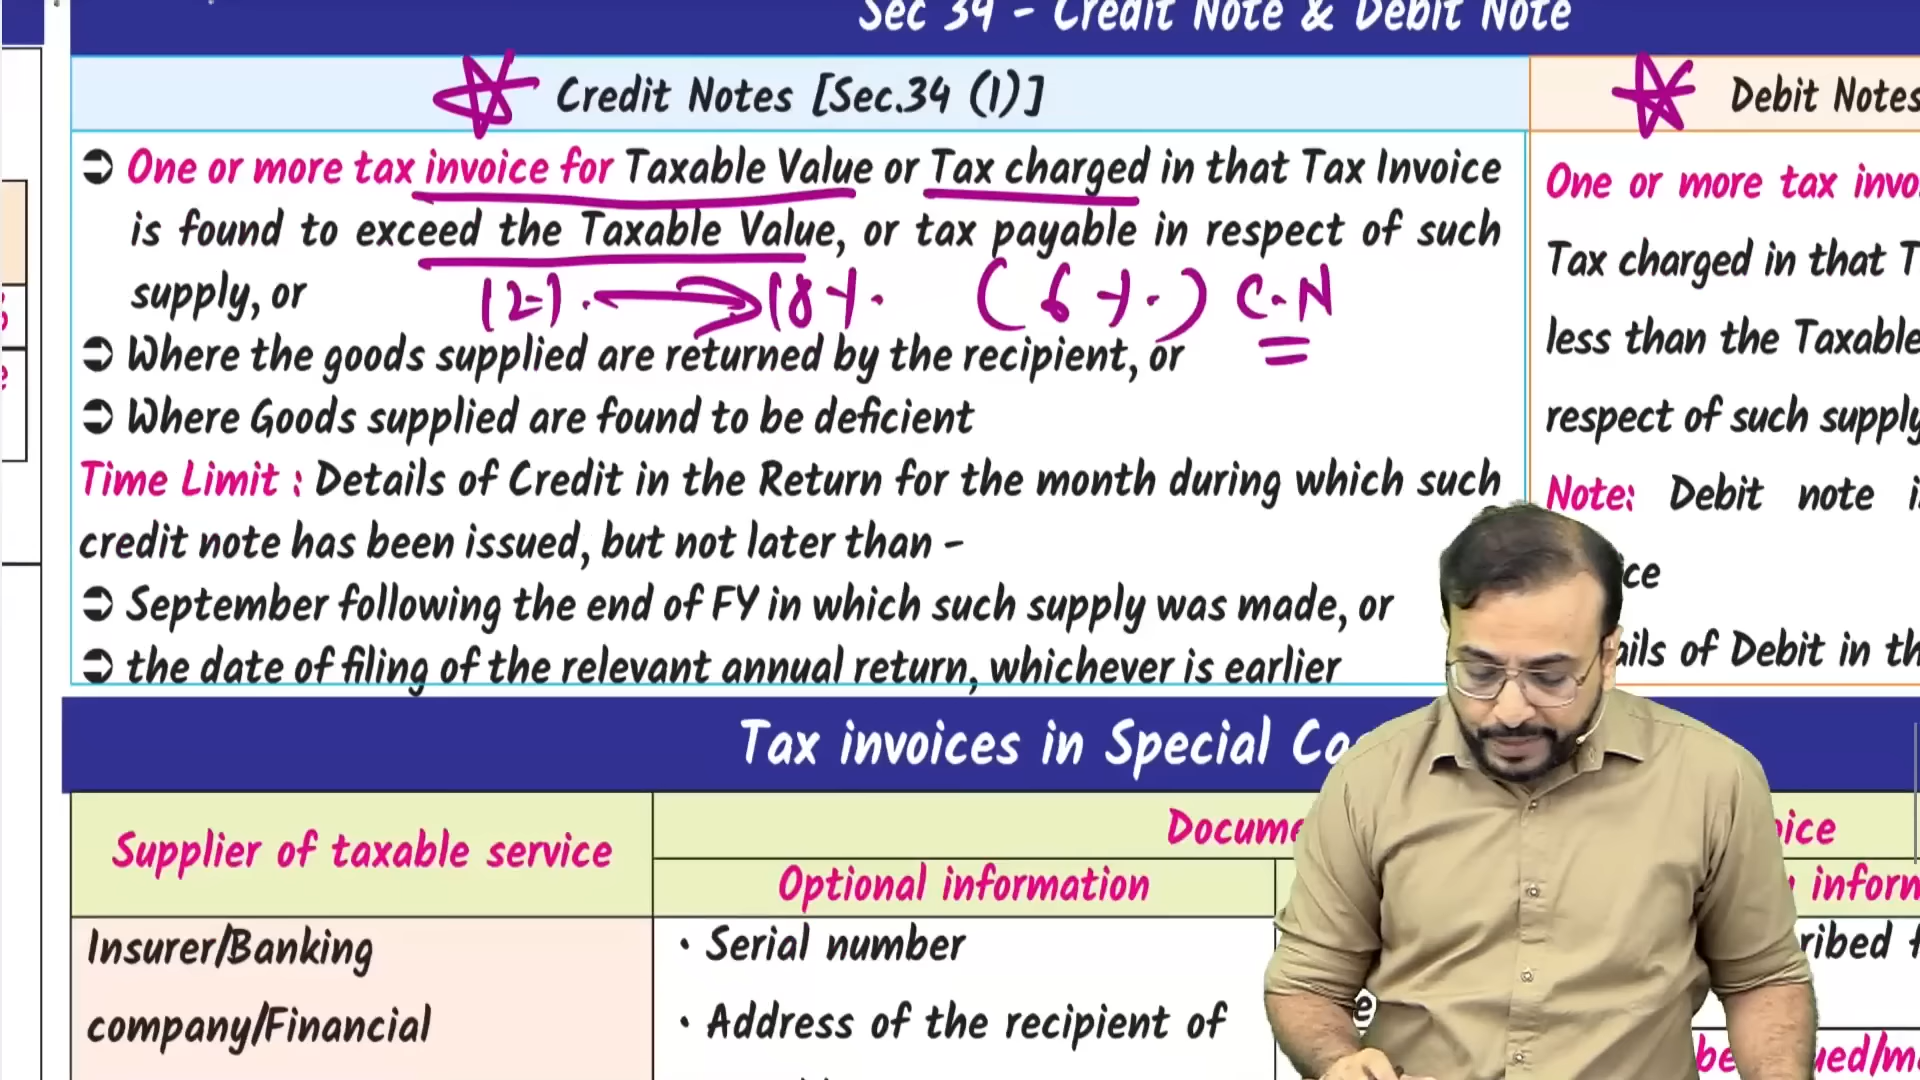 Sec 34 - Credit Note & Debit Note
Credit Notes [Sec.34 (1)]
One or more tax invoice for Taxable Value or Tax charged in that Tax Invoice
is found to exceed the Taxable Value, or tax payable in respect of such
supply, or
12%. 18%. (6%.) C.N
Where the goods supplied are returned by the recipient, or
Where Goods supplied are found to be deficient
Time Limit : Details of Credit in the Return for the month during which such
credit note has been issued, but not later than -
September following the end of FY in which such supply was made, or
the date of filing of the relevant annual return, whichever is earlier
Debit Notes
One or more tax invo
Tax charged in that T
less than the Taxable
respect of such supply
Note: Debit note i
ce
ails of Debit in th
Tax invoices in Special Ca
Supplier of taxable service
Docume
oice
Optional information
inform
Insurer/Banking
company/Financial
• Serial number
• Address of the recipient of
ribed f
e
be ued/m